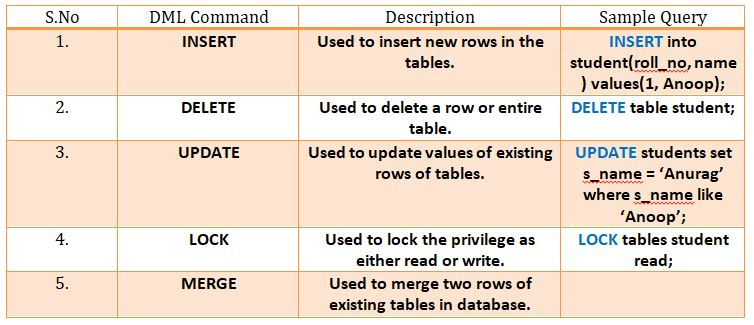 S.No DML Command Description Sample Query
1. INSERT Used to insert new rows in the tables. INSERT into student(roll_no, name ) values(1, Anoop);
2. DELETE Used to delete a row or entire table. DELETE table student;
3. UPDATE Used to update values of existing rows of tables. UPDATE students set s_name = ‘Anurag’ where s_name like ‘Anoop’;
4. LOCK Used to lock the privilege as either read or write. LOCK tables student read;
5. MERGE Used to merge two rows of existing tables in database.